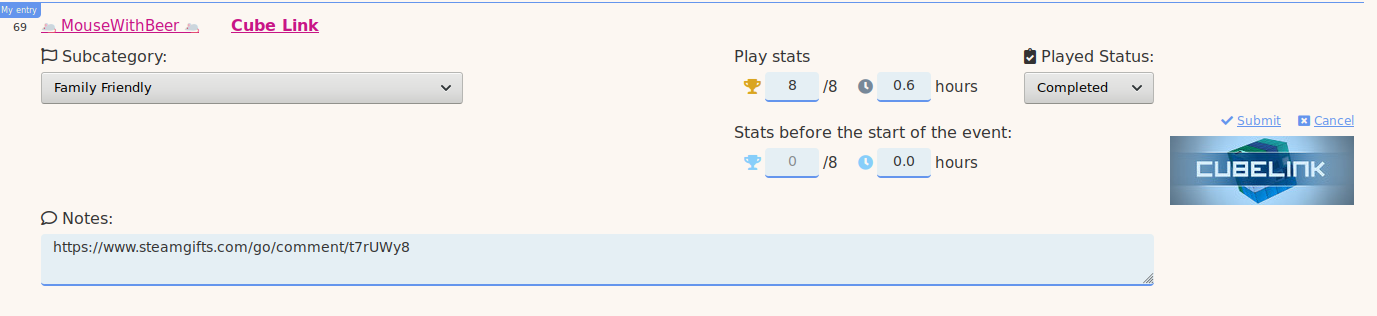 My entry
69 MouseWithBeer Cube Link
Subcategory: Play stats Played Status:
Family Friendly 8 /8 0.6 hours Completed
Submit Cancel
Stats before the start of the event:
0 /8 0.0 hours
CUBELINK
Notes:
https://www.steamgifts.com/go/comment/t7rUWy8